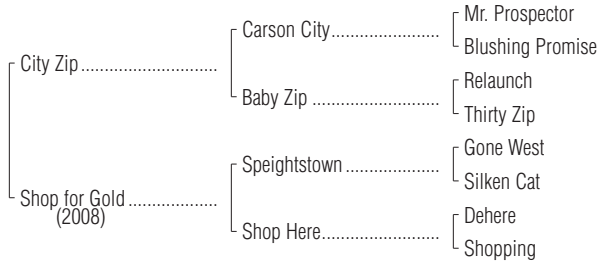 Mr. Prospector
Carson City
Blushing Promise
City Zip
Relaunch
Baby Zip
Thirty Zip
Gone West
Speightstown
Silken Cat
Shop for Gold
(2008)
Dehere
Shop Here
Shopping